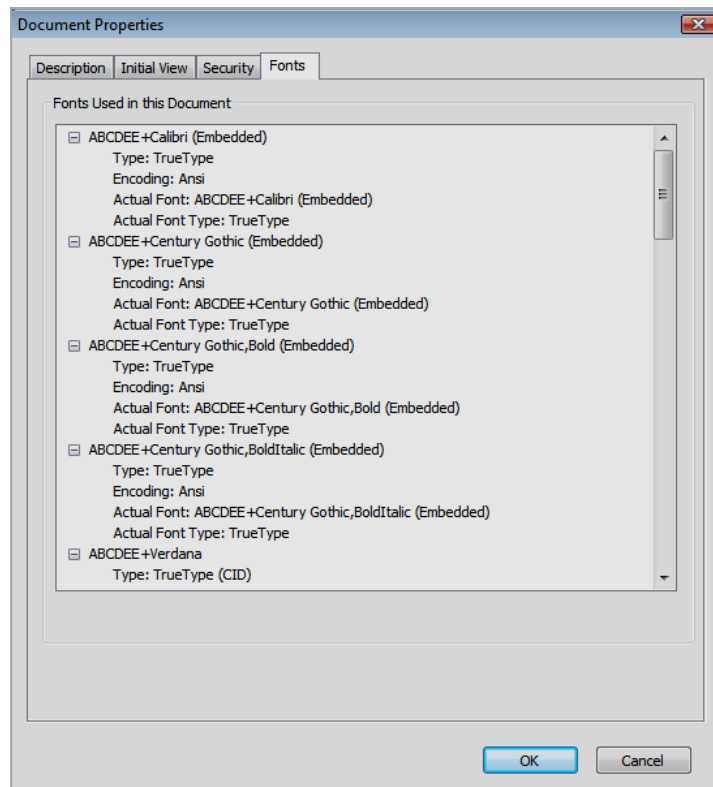 Document Properties
Description Initial View Security Fonts
Fonts Used in this Document
ABCDEE+Calibri (Embedded)
Type: TrueType
Encoding: Ansi
Actual Font: ABCDEE+Calibri (Embedded)
Actual Font Type: TrueType
ABCDEE+Century Gothic (Embedded)
Type: TrueType
Encoding: Ansi
Actual Font: ABCDEE+Century Gothic (Embedded)
Actual Font Type: TrueType
ABCDEE+Century Gothic,Bold (Embedded)
Type: TrueType
Encoding: Ansi
Actual Font: ABCDEE+Century Gothic,Bold (Embedded)
Actual Font Type: TrueType
ABCDEE+Century Gothic,BoldItalic (Embedded)
Type: TrueType
Encoding: Ansi
Actual Font: ABCDEE+Century Gothic,BoldItalic (Embedded)
Actual Font Type: TrueType
ABCDEE+Verdana
Type: TrueType (CID)
OK Cancel